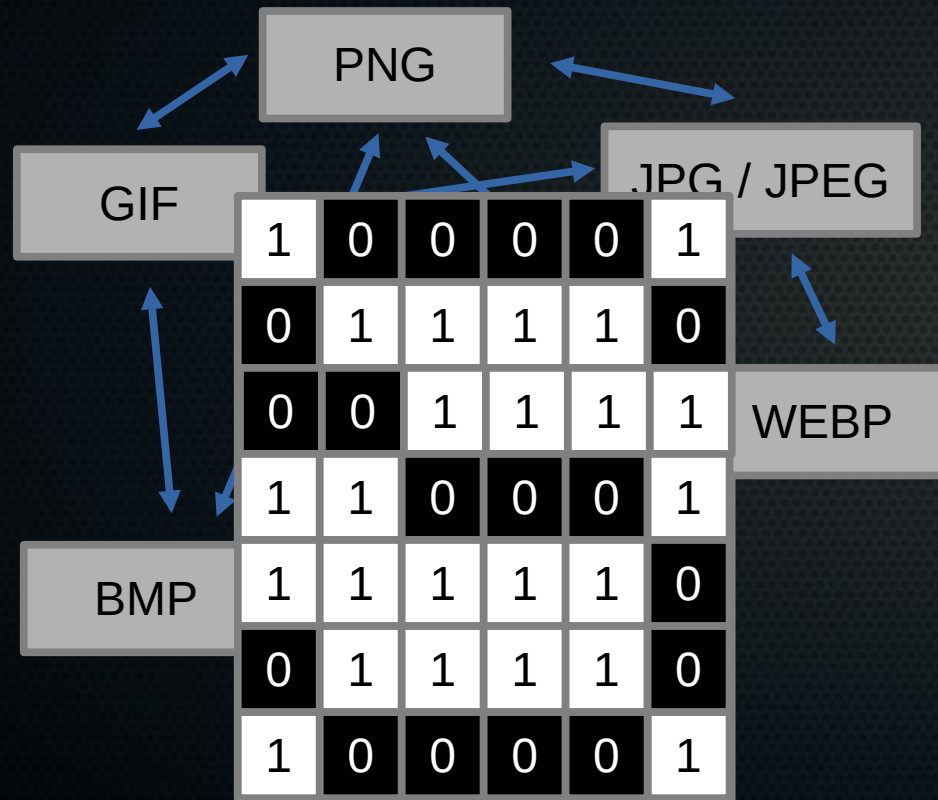 PNG
JPG / JPEG
GIF
1 0 0 0 0 1
0 1 1 1 1 0
0 0 1 1 1 1
WEBP
1 1 0 0 0 1
1 1 1 1 1 0
BMP
0 1 1 1 1 0
1 0 0 0 0 1